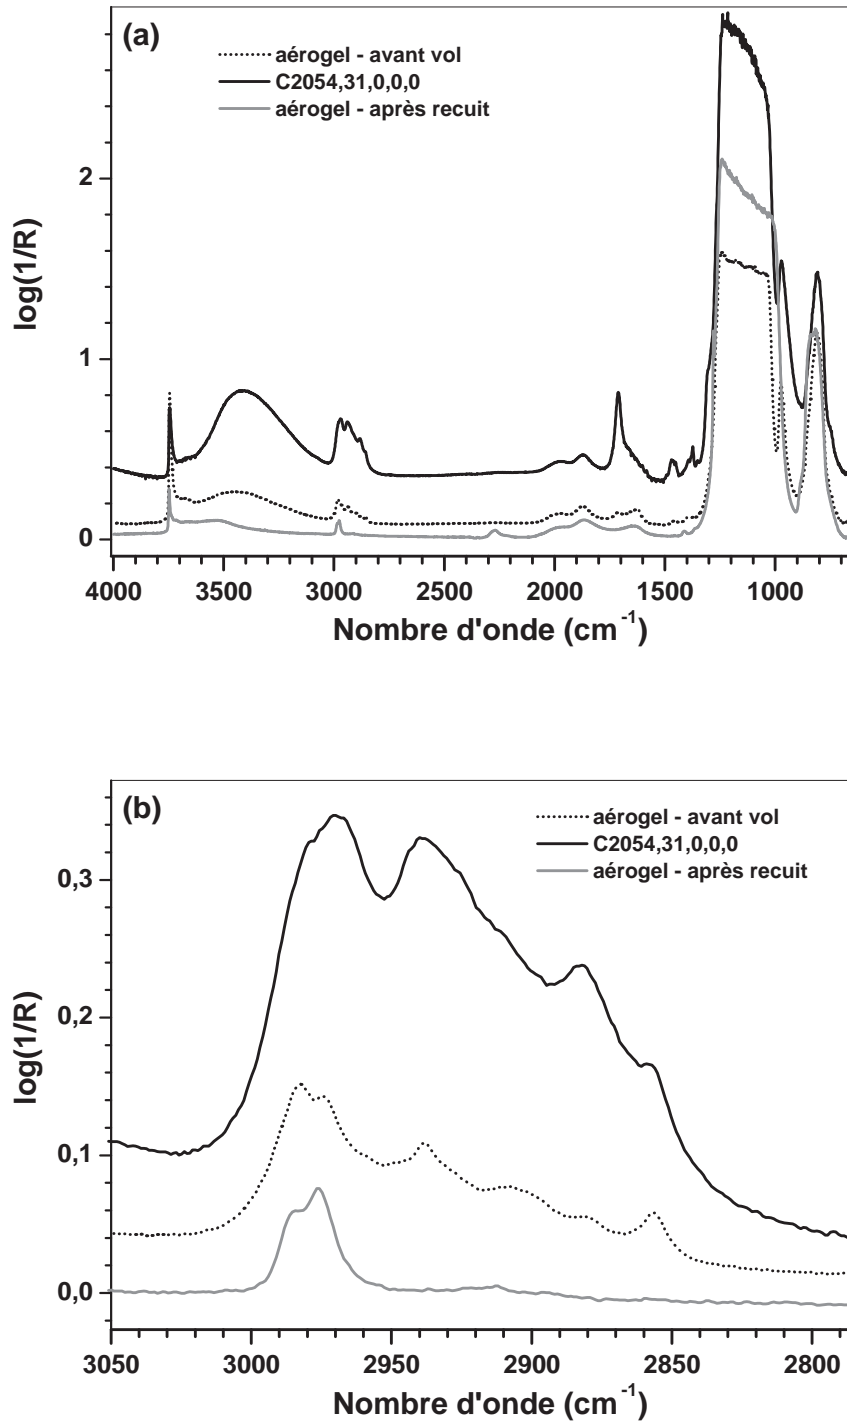 (a)
aérogel - avant vol
C2054,31,0,0,0
aérogel - après recuit
log(1/R)
2
1
0
4000 3500 3000 2500 2000 1500 1000
Nombre d'onde (cm-1)
(b)
aérogel - avant vol
C2054,31,0,0,0
aérogel - après recuit
log(1/R)
0,3
0,2
0,1
0,0
3050 3000 2950 2900 2850 2800
Nombre d'onde (cm-1)